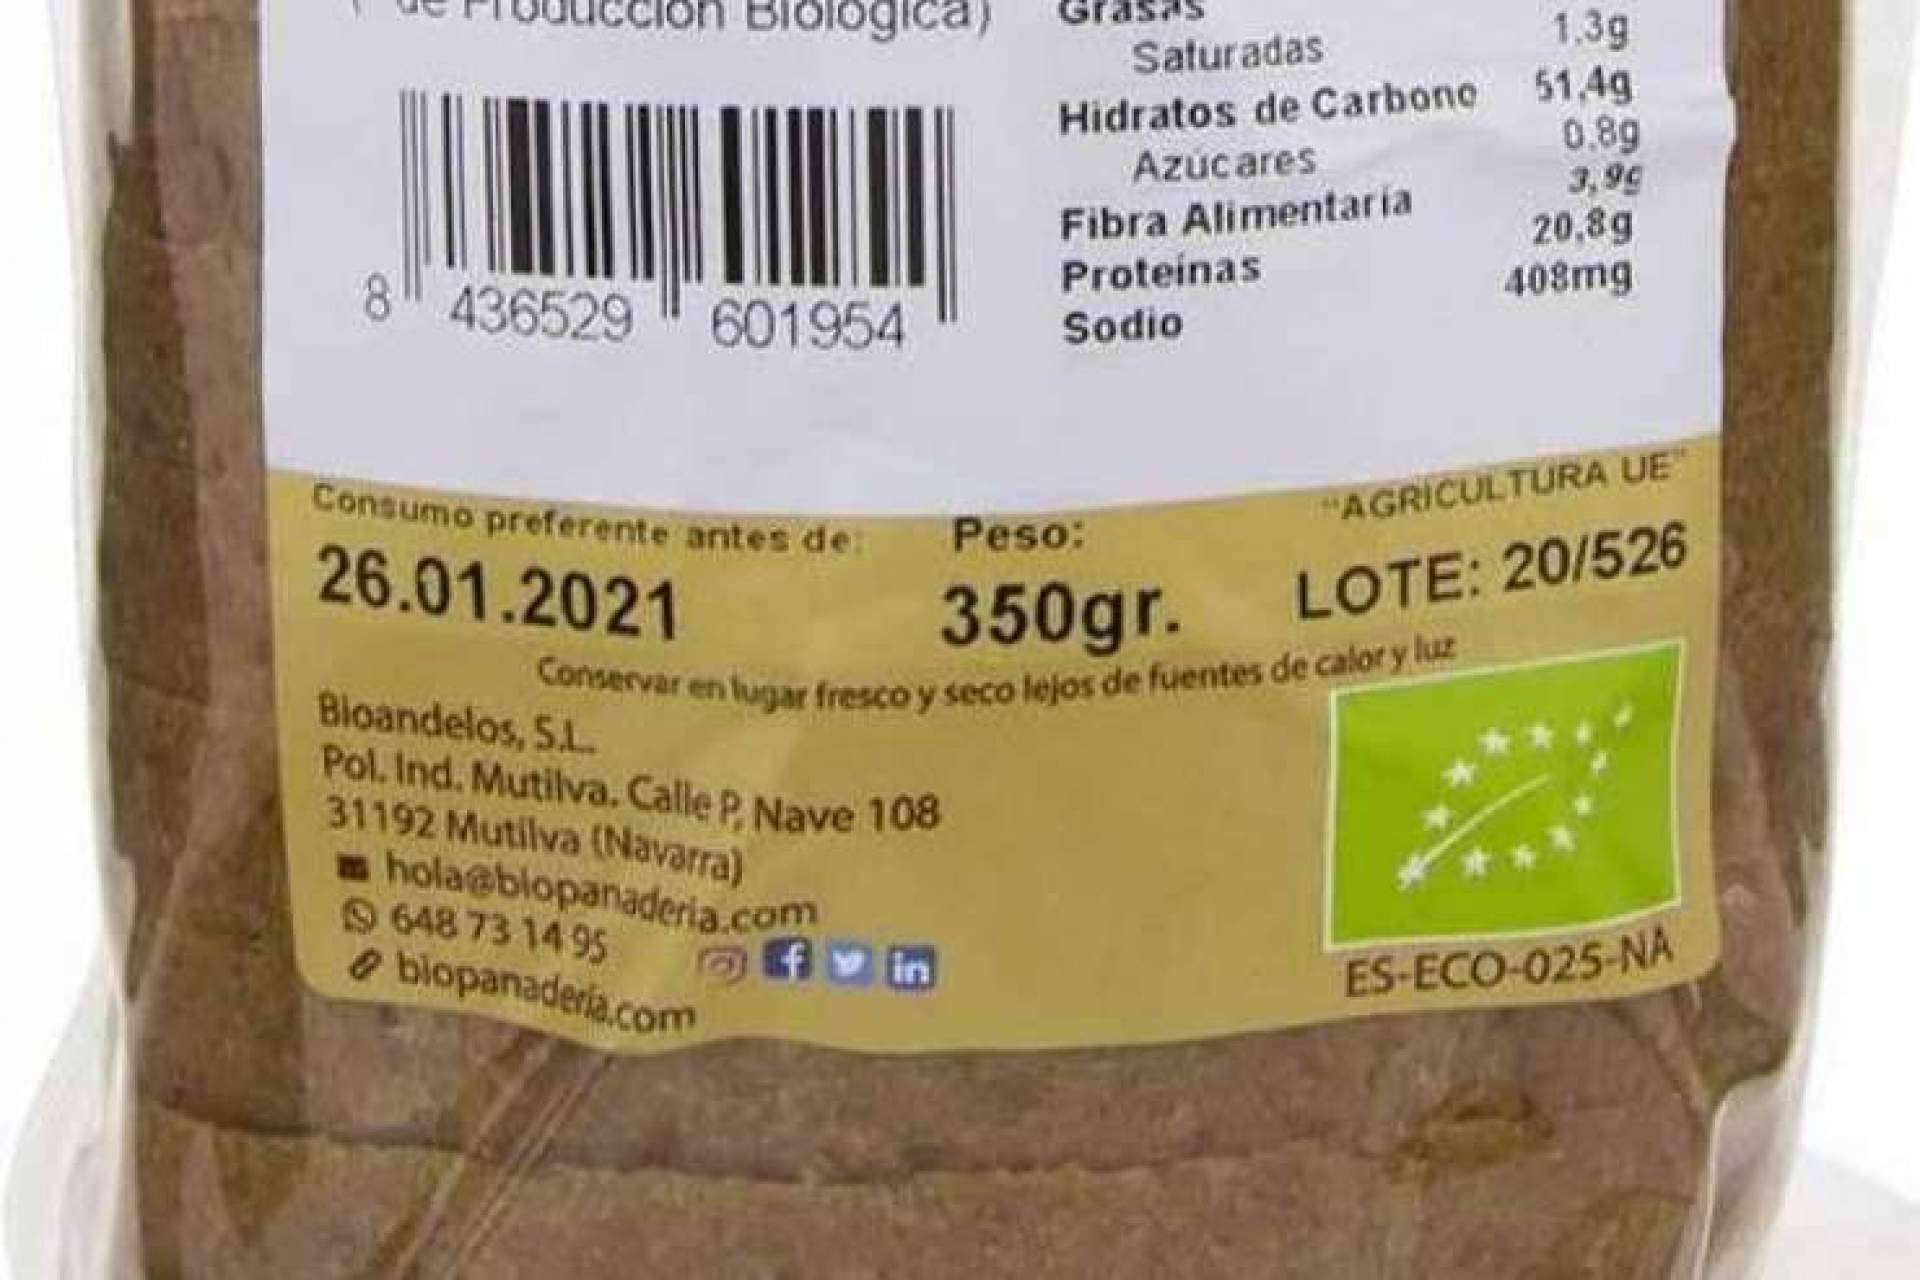 de Producción Biológica)
Grasas
Saturadas 1,3g
Hidratos de Carbono 51,4g
Azúcares 0,8g
Fibra Alimentaria 3,9g
Proteínas 20,8g
Sodio 408mg
8 436529 601954
Consumo preferente antes de:
26.01.2021
Peso:
350gr.
"AGRICULTURA UE"
LOTE: 20/526
Conservar en lugar fresco y seco lejos de fuentes de calor y luz
Bioandelos, S.L.
Pol. Ind. Mutilva. Calle P, Nave 108
31192 Mutilva (Navarra)
hola@biopanaderia.com
648 73 14 95
biopanaderia.com
f in
ES-ECO-025-NA